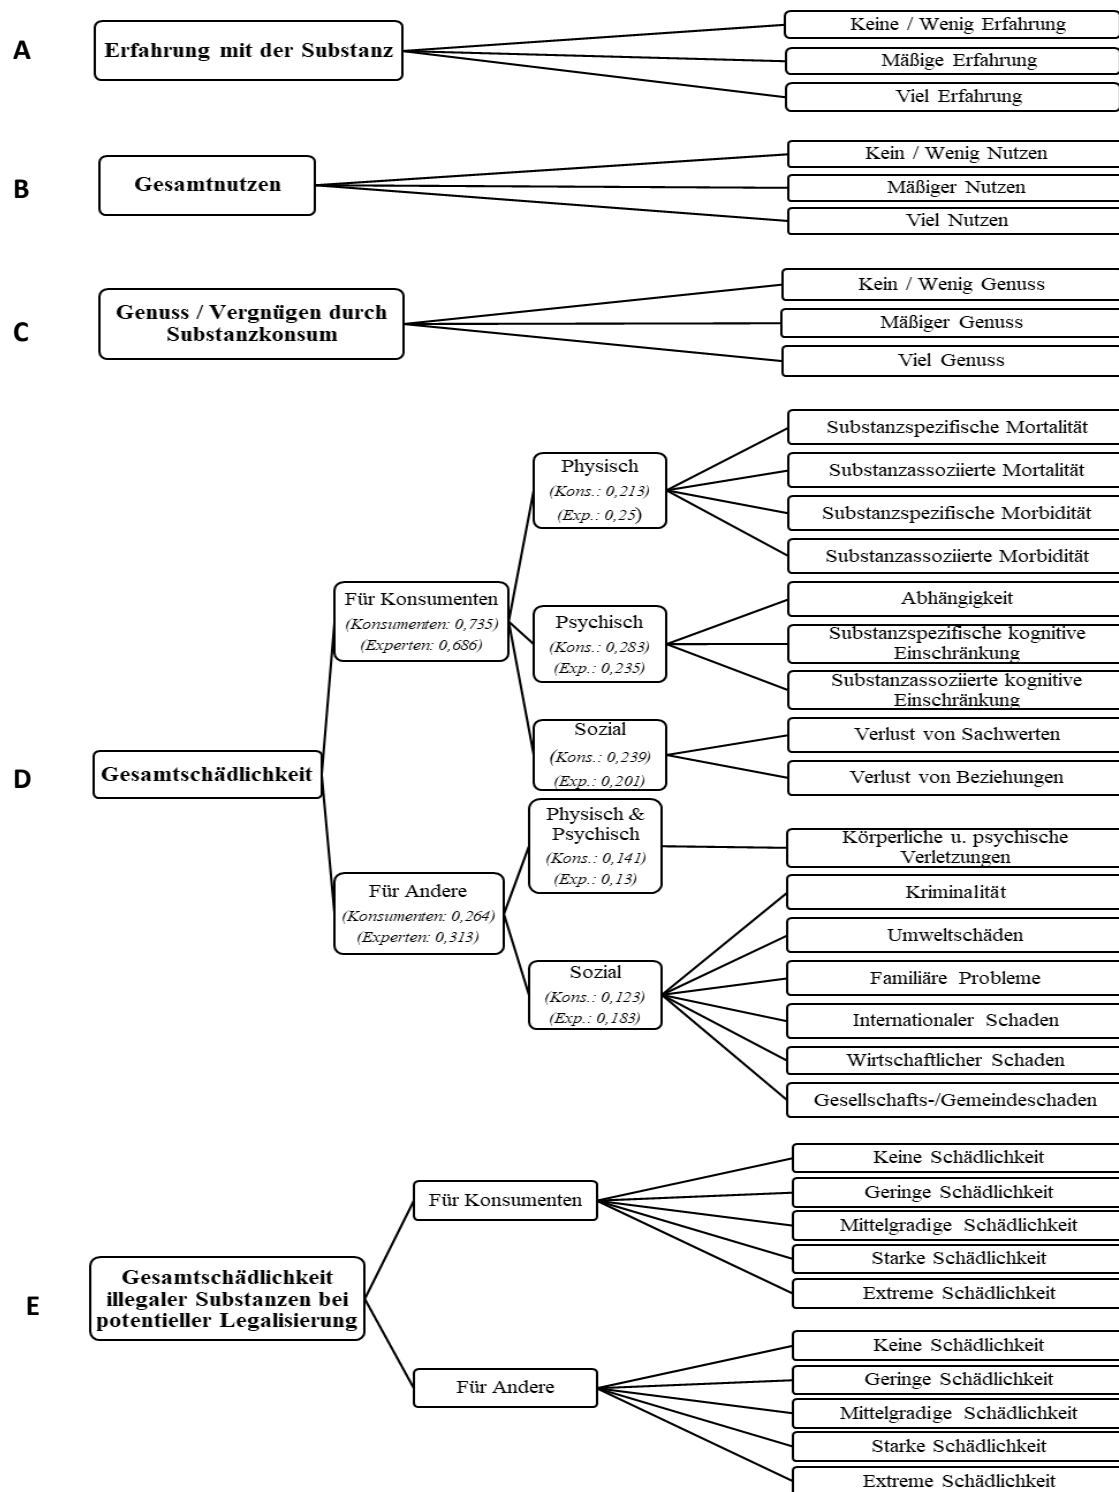 A
Erfahrung mit der Substanz
Keine / Wenig Erfahrung
Mäßige Erfahrung
Viel Erfahrung
B
Gesamtnutzen
Kein / Wenig Nutzen
Mäßiger Nutzen
Viel Nutzen
C
Genuss / Vergnügen durch
Substanzkonsum
Kein / Wenig Genuss
Mäßiger Genuss
Viel Genuss
D
Gesamtschädlichkeit
Für Konsumenten
(Konsumenten: 0,735)
(Experten: 0,686)
Physisch
(Kons.: 0,213)
(Exp.: 0,25)
Substanzspezifische Mortalität
Substanzassoziierte Mortalität
Substanzspezifische Morbidität
Substanzassoziierte Morbidität
Psychisch
(Kons.: 0,283)
(Exp.: 0,235)
Abhängigkeit
Substanzspezifische kognitive
Einschränkung
Substanzassoziierte kognitive
Einschränkung
Sozial
(Kons.: 0,239)
(Exp.: 0,201)
Verlust von Sachwerten
Verlust von Beziehungen
Für Andere
(Konsumenten: 0,264)
(Experten: 0,313)
Physisch &
Psychisch
(Kons.: 0,141)
(Exp.: 0,13)
Körperliche u. psychische
Verletzungen
Sozial
(Kons.: 0,123)
(Exp.: 0,183)
Kriminalität
Umweltschäden
Familiäre Probleme
Internationaler Schaden
Wirtschaftlicher Schaden
Gesellschafts-/Gemeindeschaden
E
Gesamtschädlichkeit
illegaler Substanzen bei
potentieller Legalisierung
Für Konsumenten
Keine Schädlichkeit
Geringe Schädlichkeit
Mittelgradige Schädlichkeit
Starke Schädlichkeit
Extreme Schädlichkeit
Für Andere
Keine Schädlichkeit
Geringe Schädlichkeit
Mittelgradige Schädlichkeit
Starke Schädlichkeit
Extreme Schädlichkeit